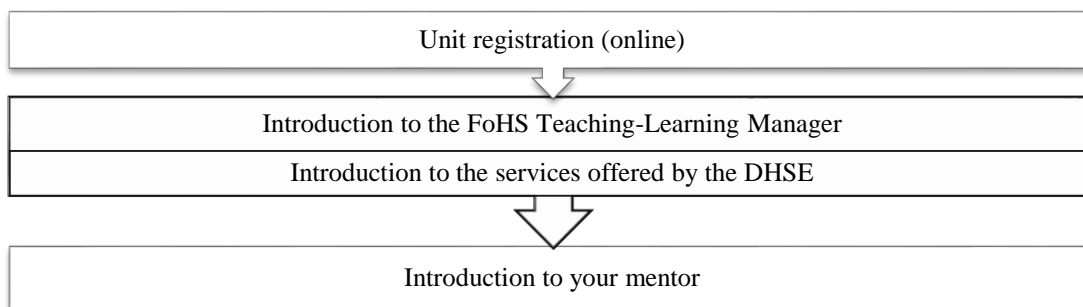 Unit registration (online)
Introduction to the FoHS Teaching-Learning Manager
Introduction to the services offered by the DHSE
Introduction to your mentor